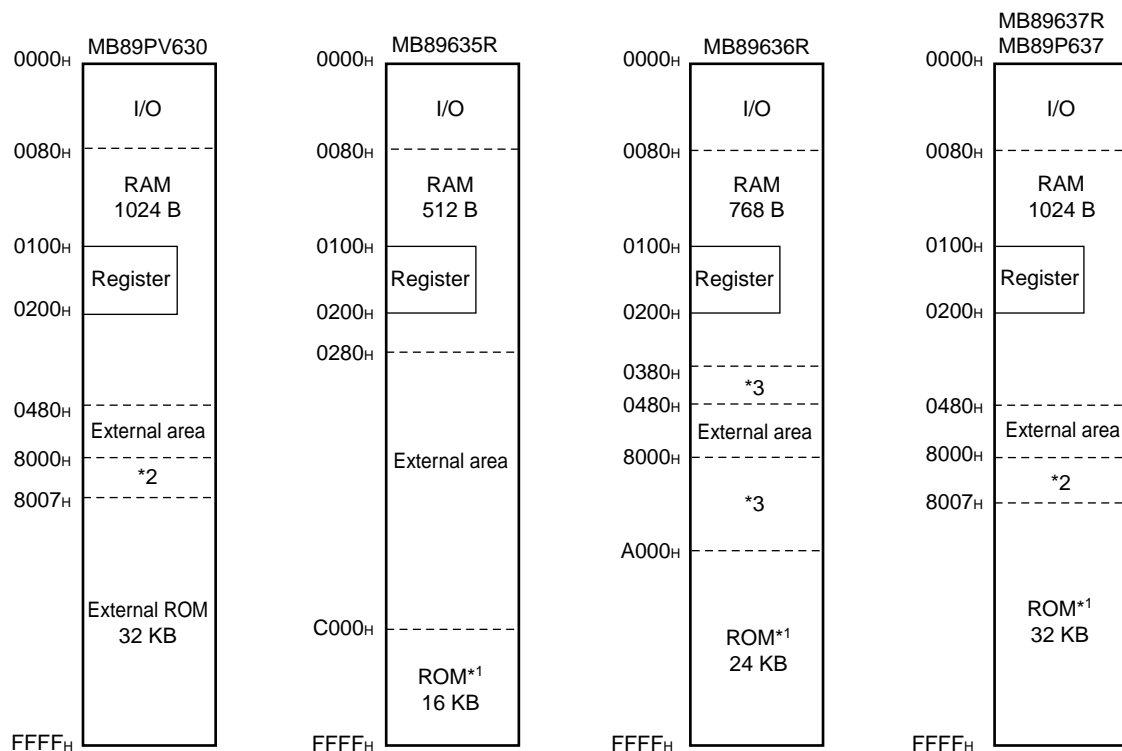 MB89PV630
0000H
I/O
0080H
RAM
1024 B
0100H
Register
0200H
0480H
External area
8000H
*2
8007H
External ROM
32 KB
FFFFH
MB89635R
0000H
I/O
0080H
RAM
512 B
0100H
Register
0200H
0280H
External area
C000H
ROM*1
16 KB
FFFFH
MB89636R
0000H
I/O
0080H
RAM
768 B
0100H
Register
0200H
0380H
*3
0480H
External area
8000H
*3
A000H
ROM*1
24 KB
FFFFH
MB89637R
MB89P637
0000H
I/O
0080H
RAM
1024 B
0100H
Register
0200H
0480H
External area
8000H
*2
8007H
ROM*1
32 KB
FFFFH